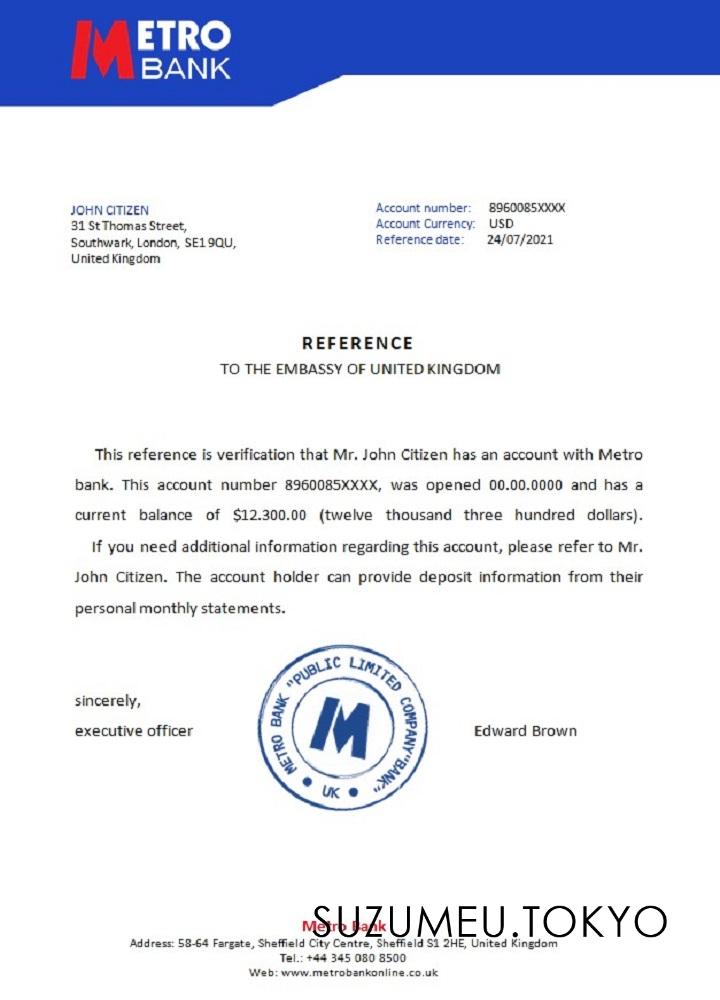 METRO
BANK
JOHN CITIZEN
31 St Thomas Street,
Southwark, London, SE1 9QU,
United Kingdom
Account number: 8960085XXXX
Account Currency: USD
Reference date: 24/07/2021
REFERENCE
TO THE EMBASSY OF UNITED KINGDOM
This reference is verification that Mr. John Citizen has an account with Metro
bank. This account number 8960085XXXX, was opened 00.00.0000 and has a
current balance of $12.300.00 (twelve thousand three hundred dollars).
If you need additional information regarding this account, please refer to Mr.
John Citizen. The account holder can provide deposit information from their
personal monthly statements.
sincerely,
executive officer
METRO BANK "PUBLIC LIMITED COMPANY"BANK"
M
UK
Edward Brown
Metro Bank
SUZUMEU.TOKYO
Address: 58-64 Fargate, Sheffield City Centre, Sheffield S1 2HE, United Kingdom
Tel.: +44 345 080 8500
Web: www.metrobankonline.co.uk